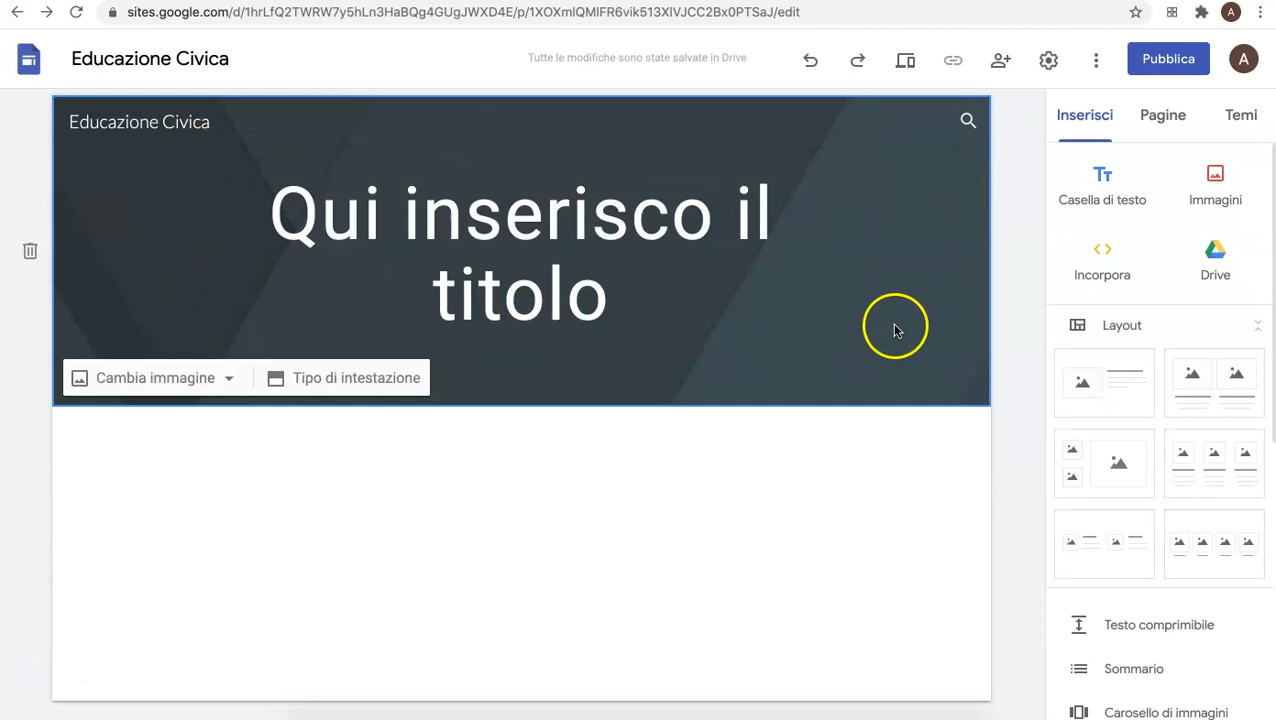 sites.google.com/d/1hrLfQ2TWRW7y5hLn3HaBQg4GUgJWXD4E/p/1XOXmlQMlFR6vik513XlVJCC2Bx0PTSaJ/edit
A
Educazione Civica
Tutte le modifiche sono state salvate in Drive
Pubblica
A
Educazione Civica
Qui inserisco il
titolo
Cambia immagine
Tipo di intestazione
Inserisci
Pagine
Temi
Tт
Casella di testo
Immagini
Incorpora
Drive
Layout
Testo comprimibile
Sommario
Carosello di immagini